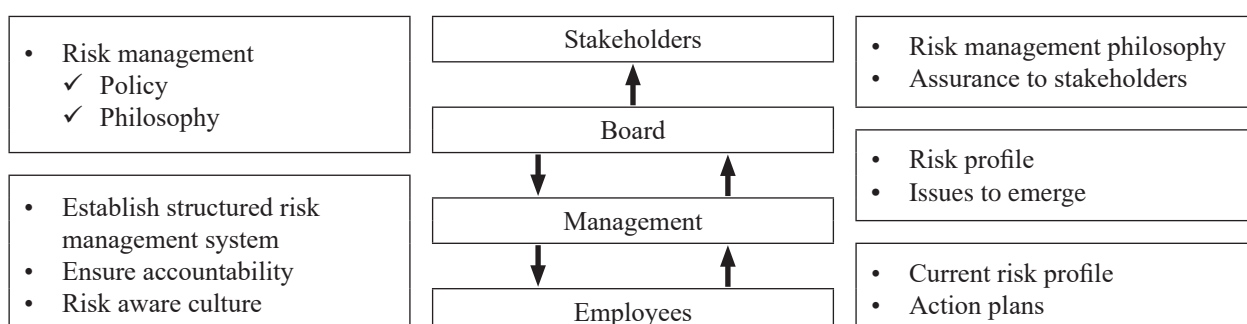 • Risk management
✓ Policy
✓ Philosophy
• Establish structured risk
management system
• Ensure accountability
• Risk aware culture
Stakeholders
Board
Management
Employees
• Risk management philosophy
• Assurance to stakeholders
• Risk profile
• Issues to emerge
• Current risk profile
• Action plans